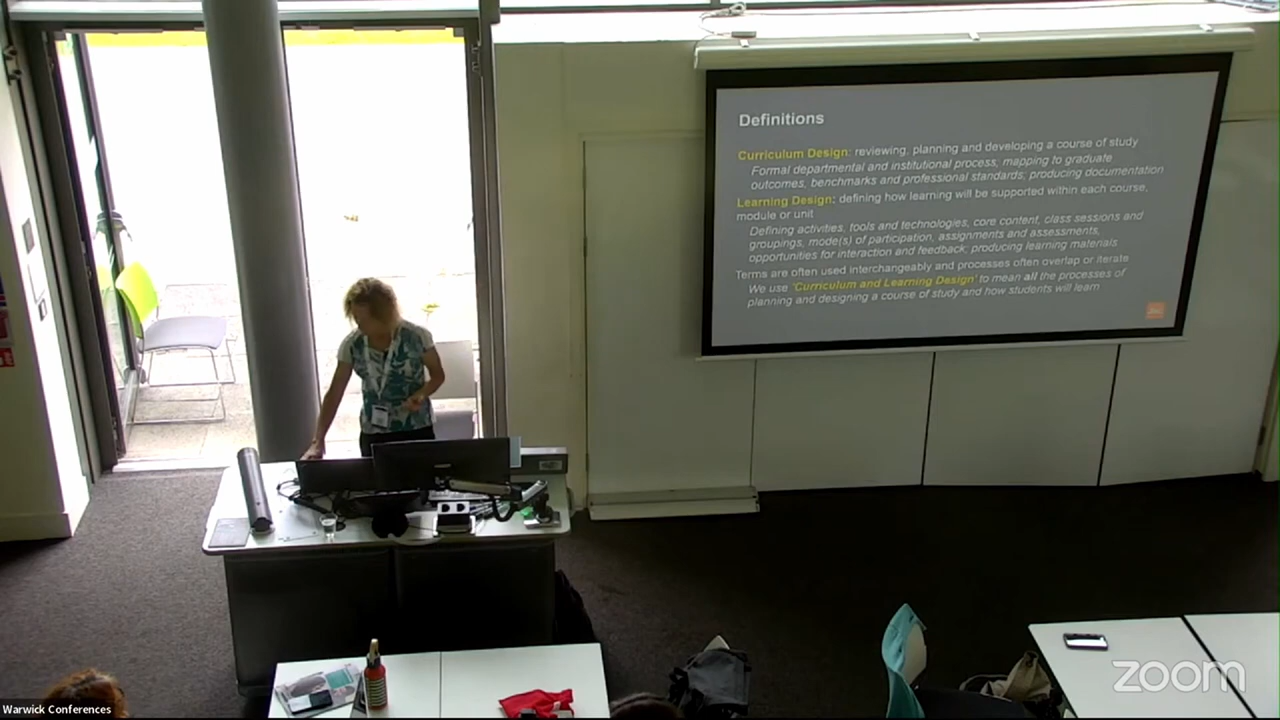 Definitions
Curriculum Design: reviewing, planning and developing a course of study
Formal departmental and institutional process; mapping to graduate
outcomes, benchmarks and professional standards; producing documentation
Learning Design: defining how learning will be supported within each course,
module or unit
Defining activities, tools and technologies, core content, class sessions and
groupings, mode(s) of participation, assignments and assessments,
opportunities for interaction and feedback; producing learning materials
Terms are often used interchangeably and processes often overlap or iterate
We use 'Curriculum and Learning Design' to mean all the processes of
planning and designing a course of study and how students will learn
Jisc
zoom
Warwick Conferences